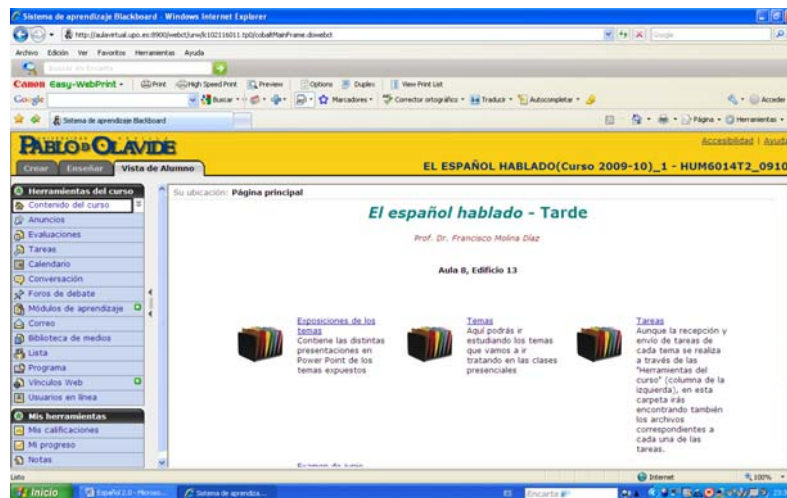 Sistema de aprendizaje Blackboard - Windows Internet Explorer
Archivo Edición Ver Favoritos Herramientas Ayuda
Canon Easy-WebPrint Print High Speed Print Preview Options Duplex View Print List
Google Buscar Marcadores Corrector ortográfico Traducir Autocompletar Acceder
Sistema de aprendizaje Blackboard Página Herramientas
PABLO DE OLAVIDE
Accesibilidad | Ayuda
Crear Enseñar Vista de Alumno
EL ESPAÑOL HABLADO(Curso 2009-10)_1 - HUM6014T2_0910
Herramientas del curso
Contenido del curso
Anuncios
Evaluaciones
Tareas
Calendario
Conversación
Foros de debate
Módulos de aprendizaje
Correo
Biblioteca de medios
Lista
Programa
Vínculos Web
Usuarios en línea
Mis herramientas
Mis calificaciones
Mi progreso
Notas
Su ubicación: Página principal
El español hablado - Tarde
Prof. Dr. Francisco Molina Díaz
Aula 8, Edificio 13
Exposiciones de los
temas
Contiene las distintas
presentaciones en
Power Point de los
temas expuestos
Temas
Aquí podrás ir
estudiando los temas
que vamos a ir
tratando en las clases
presenciales
Tareas
Aunque la recepción y
envío de tareas de
cada tema se realiza
a través de las
"Herramientas del
curso" (columna de la
izquierda), en esta
carpeta irás
encontrando también
los archivos
correspondientes a
cada una de las
tareas.
Examen de junio
Listo Internet 100%
Inicio Español 2.0 - Sistema de aprendiza... ES Encarta